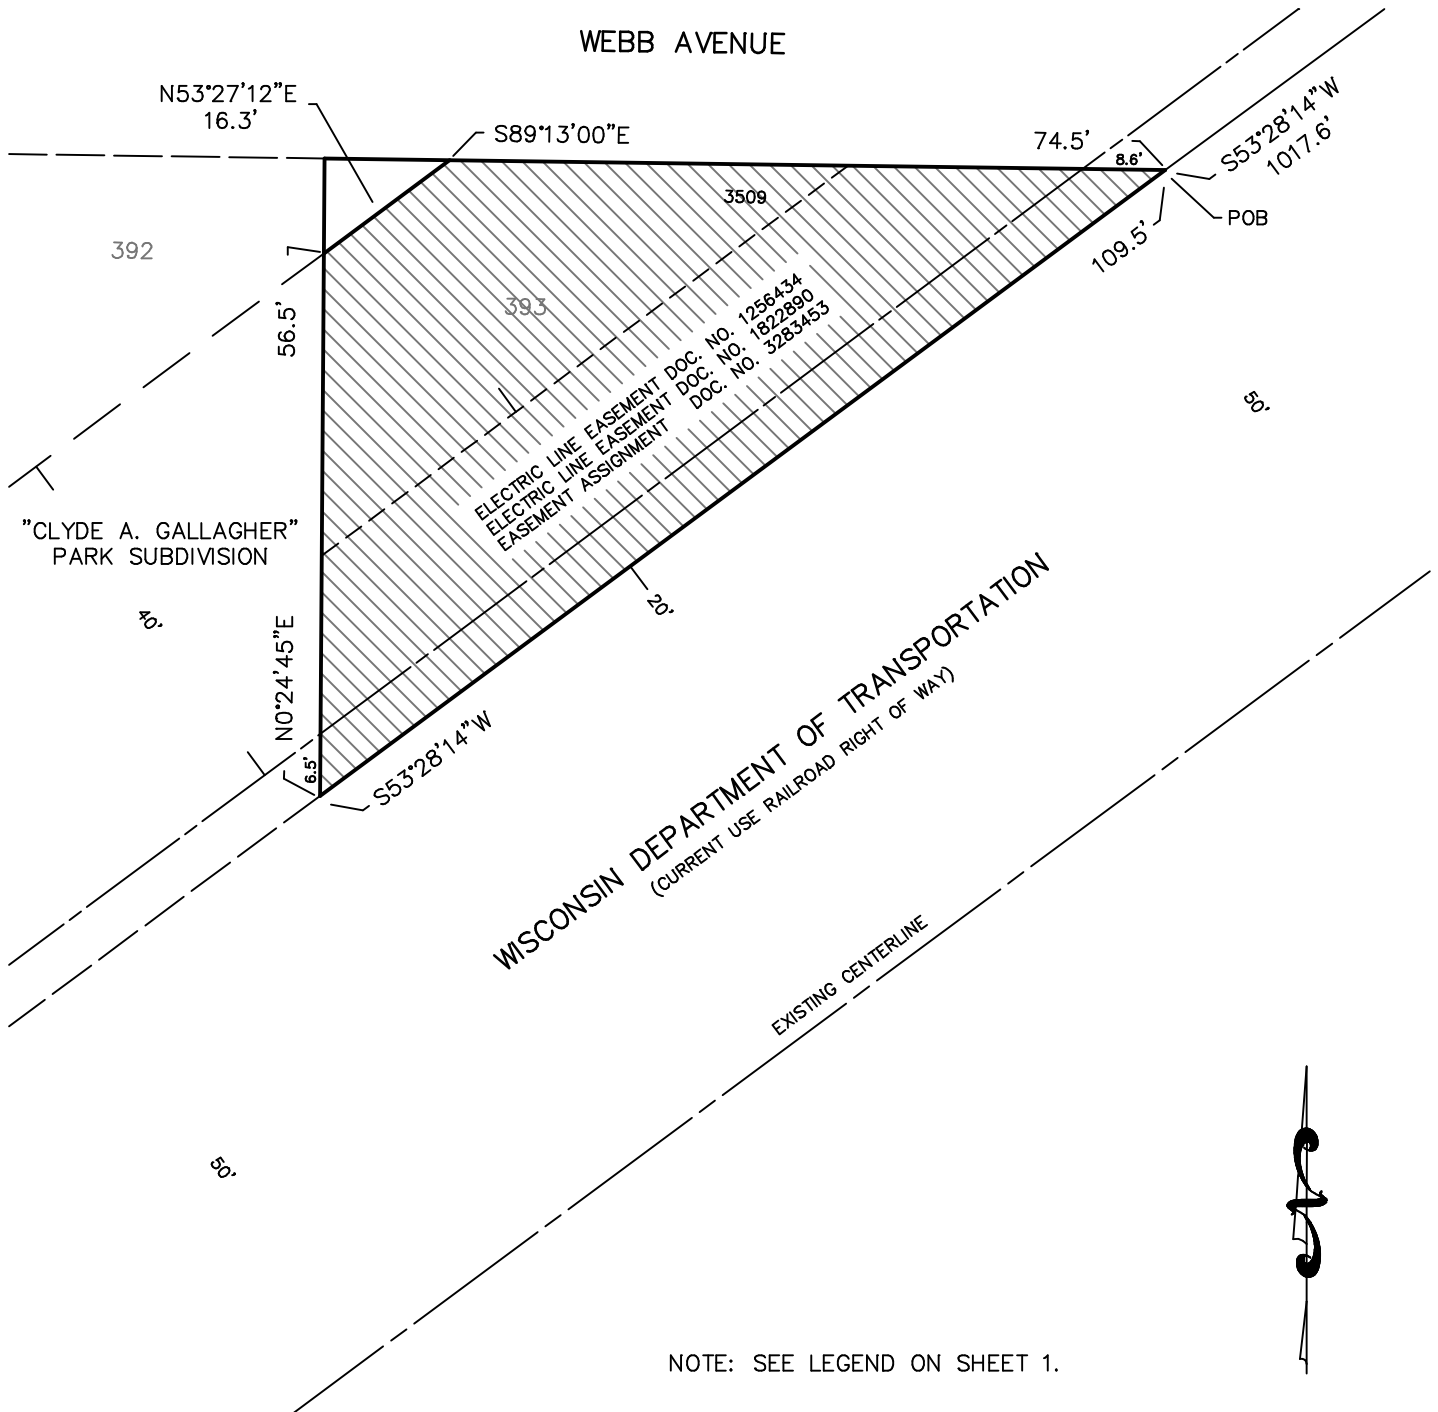 WEBB AVENUE
N53°27'12"E
16.3'
S89°13'00"E
74.5'
8.6'
S53°28'14"W
1017.6'
3509
POB
109.5'
392
393
56.5'
ELECTRIC LINE EASEMENT DOC. NO. 1256434
ELECTRIC LINE EASEMENT DOC. NO. 1822890
EASEMENT ASSIGNMENT DOC. NO. 3283453
50'
"CLYDE A. GALLAGHER"
PARK SUBDIVISION
40'
20'
N0°24'45"E
6.5'
S53°28'14"W
WISCONSIN DEPARTMENT OF TRANSPORTATION
(CURRENT USE RAILROAD RIGHT OF WAY)
EXISTING CENTERLINE
50'
NOTE: SEE LEGEND ON SHEET 1.